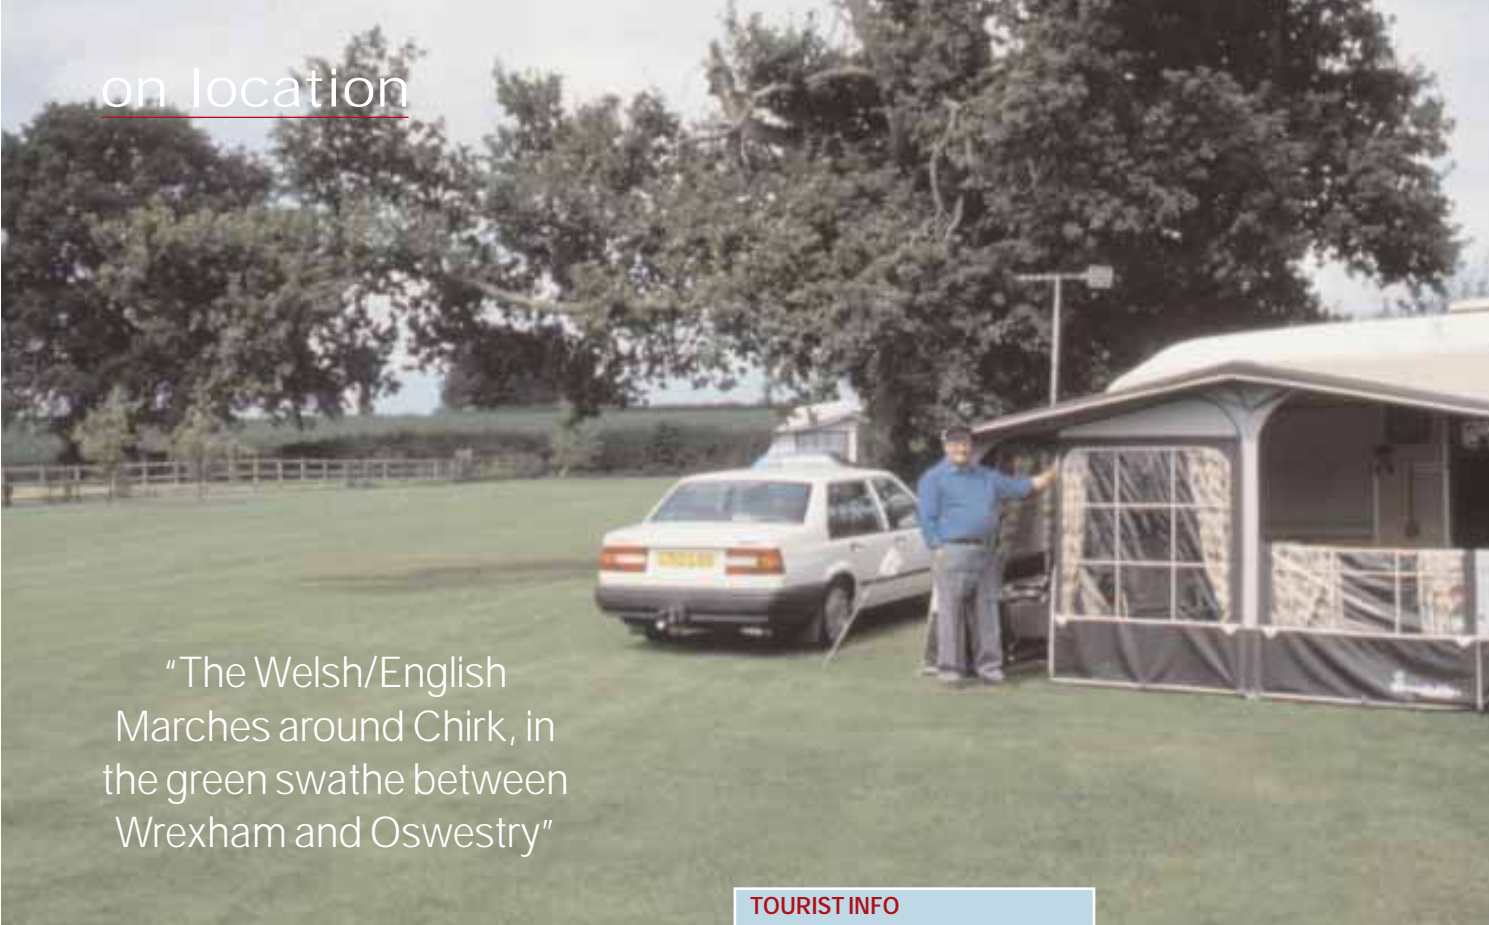 on location
“The Welsh/English
Marches around Chirk, in
the green swathe between
Wrexham and Oswestry”
TOURIST INFO